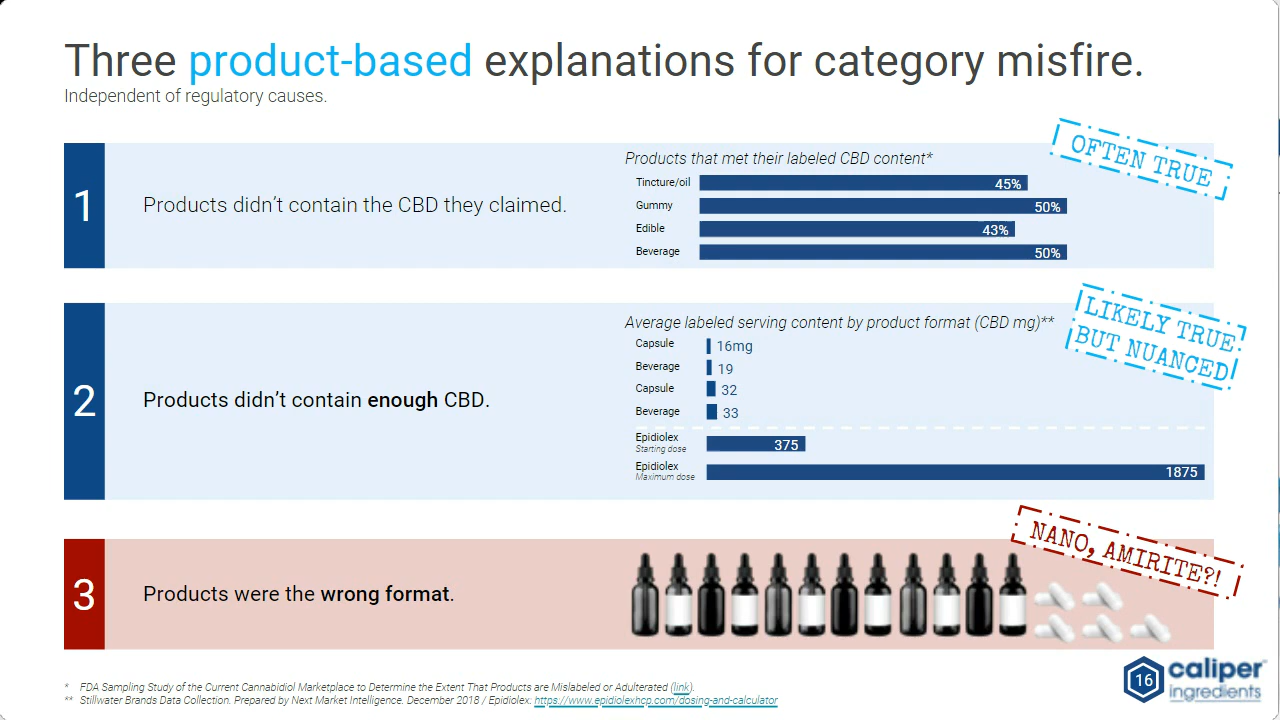 Three product-based explanations for category misfire.
Independent of regulatory causes.
1
Products didn't contain the CBD they claimed.
Products that met their labeled CBD content*
Tincture/oil 45%
Gummy 50%
Edible 43%
Beverage 50%
OFTEN TRUE
2
Products didn't contain enough CBD.
Average labeled serving content by product format (CBD mg)**
Capsule 16mg
Beverage 19
Capsule 32
Beverage 33
Epidiolex
Starting dose
375
Epidiolex
Maximum dose
1875
LIKELY TRUE
BUT NUANCED
3
Products were the wrong format.
NANO, AMIRITE?!
* FDA Sampling Study of the Current Cannabidiol Marketplace to Determine the Extent That Products are Mislabeled or Adulterated (link).
** Stillwater Brands Data Collection. Prepared by Next Market Intelligence. December 2018 / Epidiolex: https://www.epidiolexhcp.com/dosing-and-calculator
16
caliper
ingredients